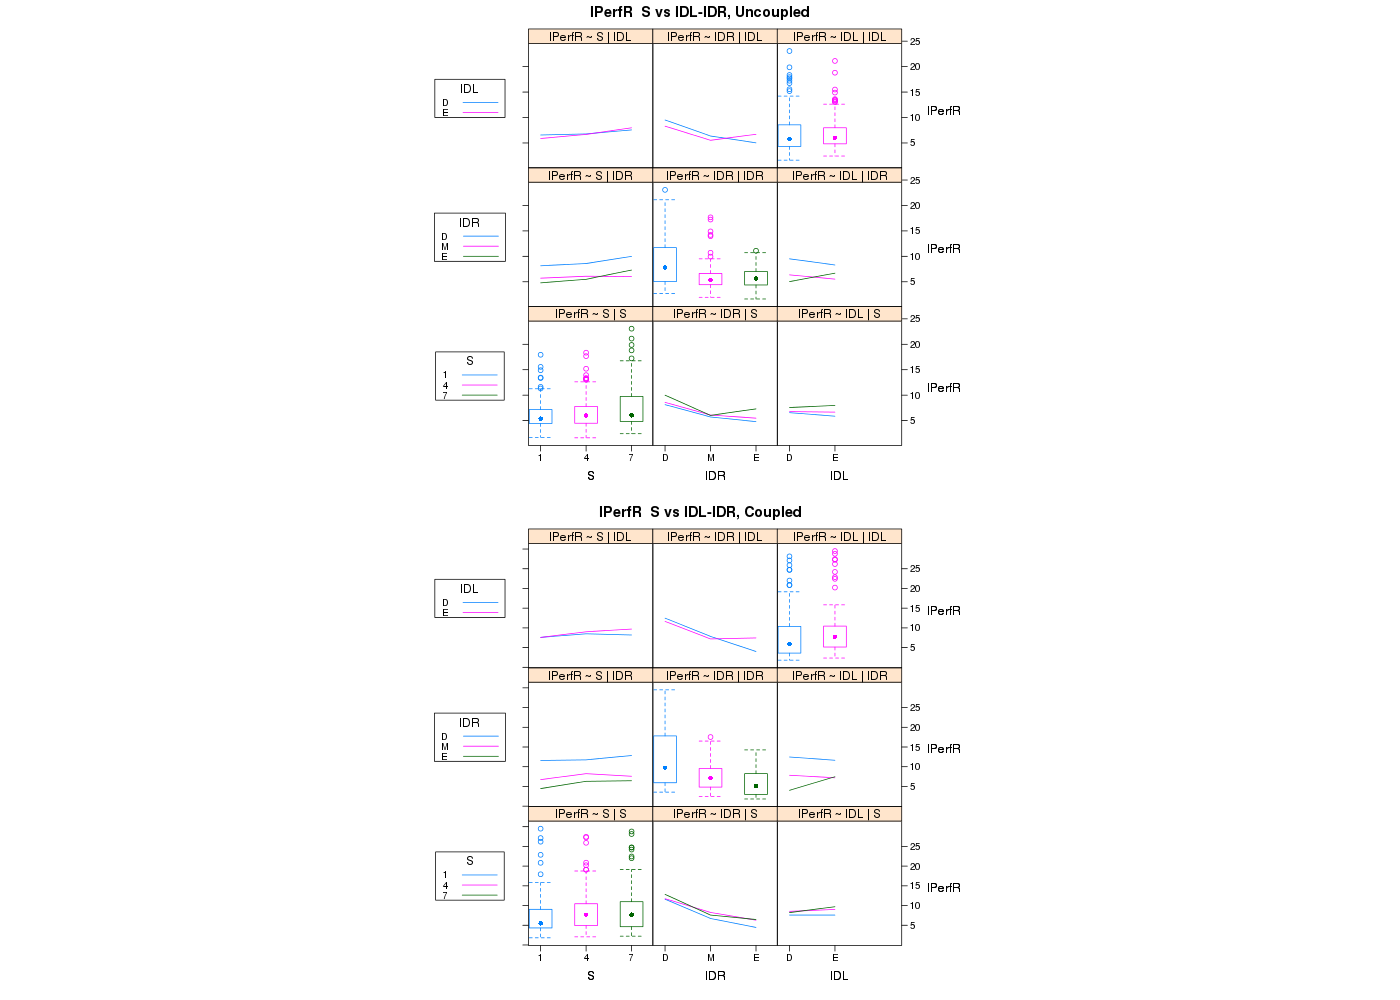 IPerfR S vs IDL-IDR, Uncoupled
IPerfR ~ S | IDL
IPerfR ~ IDR | IDL
IPerfR ~ IDL | IDL
25
20
15
10
5
IPerfR
IDL
D
E
IPerfR ~ S | IDR
IPerfR ~ IDR | IDR
IPerfR ~ IDL | IDR
25
20
15
10
5
IPerfR
IDR
D
M
E
IPerfR ~ S | S
IPerfR ~ IDR | S
IPerfR ~ IDL | S
25
20
15
10
5
IPerfR
S
1
4
7
1 4 7 D M E D E
S IDR IDL
IPerfR S vs IDL-IDR, Coupled
IPerfR ~ S | IDL
IPerfR ~ IDR | IDL
IPerfR ~ IDL | IDL
25
20
15
10
5
IPerfR
IDL
D
E
IPerfR ~ S | IDR
IPerfR ~ IDR | IDR
IPerfR ~ IDL | IDR
25
20
15
10
5
IPerfR
IDR
D
M
E
IPerfR ~ S | S
IPerfR ~ IDR | S
IPerfR ~ IDL | S
25
20
15
10
5
IPerfR
S
1
4
7
1 4 7 D M E D E
S IDR IDL